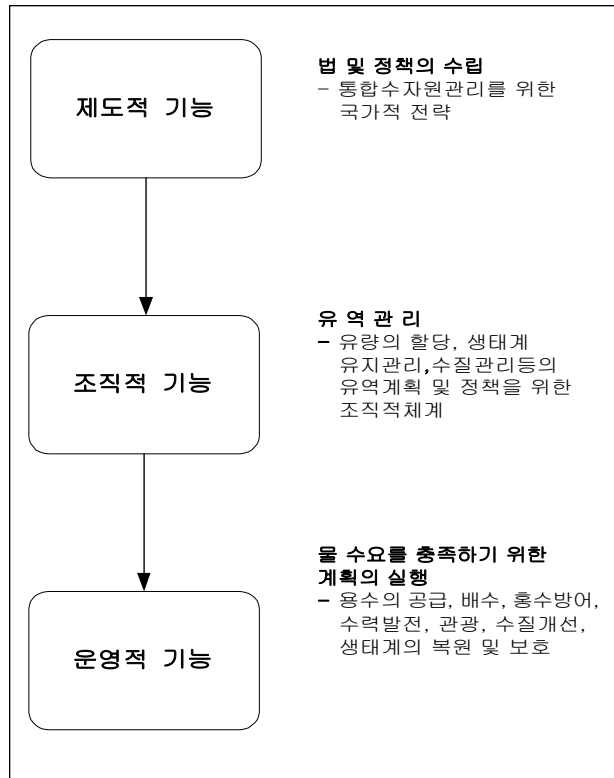 제도적 기능
법 및 정책의 수립
- 통합수자원관리를 위한
국가적 전략
조직적 기능
유 역 관 리
- 유량의 할당, 생태계
유지관리,수질관리등의
유역계획 및 정책을 위한
조직적체계
운영적 기능
물 수요를 충족하기 위한
계획의 실행
- 용수의 공급, 배수, 홍수방어,
수력발전, 관광, 수질개선,
생태계의 복원 및 보호